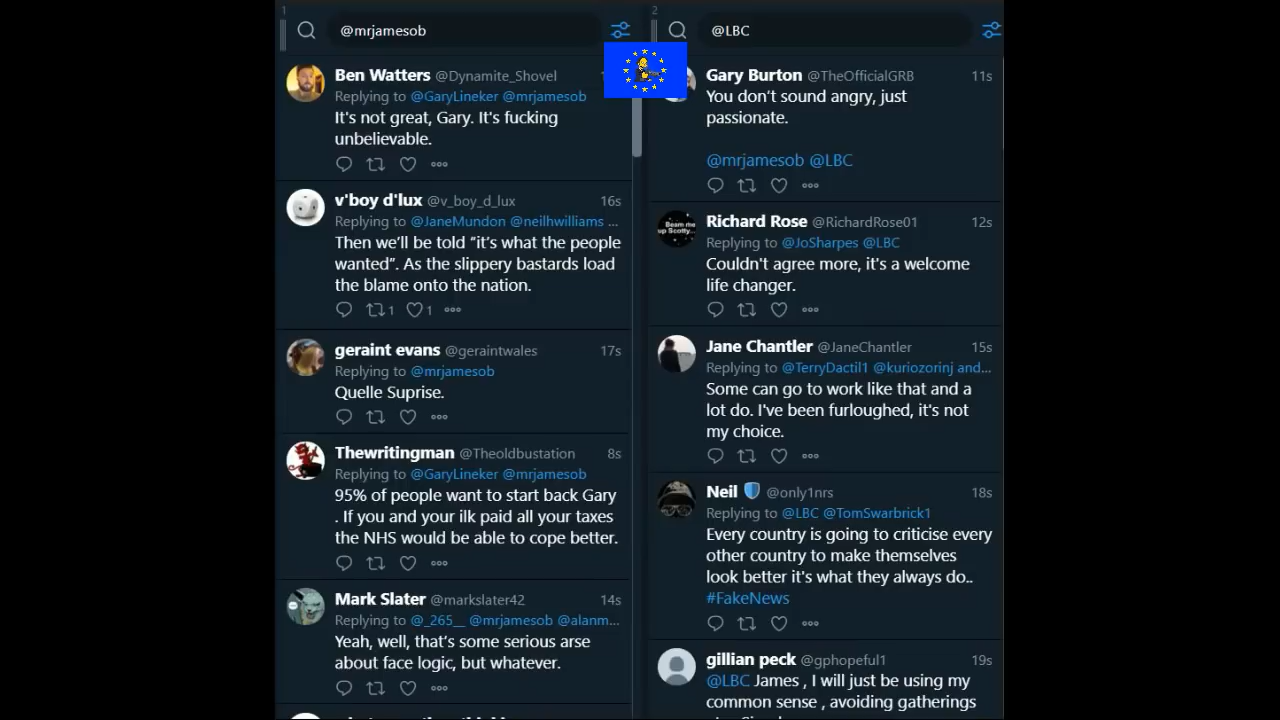 1
@mrjamesob
Ben Watters @Dynamite_Shovel
Replying to @GaryLineker @mrjamesob
It's not great, Gary. It's fucking
unbelievable.
v'boy d'lux @v_boy_d_lux 16s
Replying to @JaneMundon @neilhwilliams ...
Then we’ll be told “it’s what the people
wanted”. As the slippery bastards load
the blame onto the nation.
1 1
geraint evans @geraintwales 17s
Replying to @mrjamesob
Quelle Suprise.
Thewritingman @Theoldbustation 8s
Replying to @GaryLineker @mrjamesob
95% of people want to start back Gary
. If you and your ilk paid all your taxes
the NHS would be able to cope better.
Mark Slater @markslater42 14s
Replying to @_265__ @mrjamesob @alanm...
Yeah, well, that’s some serious arse
about face logic, but whatever.
2
@LBC
Gary Burton @TheOfficialGRB 11s
You don’t sound angry, just
passionate.
@mrjamesob @LBC
Richard Rose @RichardRose01 12s
Replying to @JoSharpes @LBC
Couldn't agree more, it's a welcome
life changer.
Jane Chantler @JaneChantler 15s
Replying to @TerryDactil1 @kuriozorinj and...
Some can go to work like that and a
lot do. I've been furloughed, it's not
my choice.
Neil @only1nrs 18s
Replying to @LBC @TomSwarbrick1
Every country is going to criticise every
other country to make themselves
look better it's what they always do..
#FakeNews
gillian peck @gphopeful1 19s
@LBC James , I will just be using my
common sense , avoiding gatherings